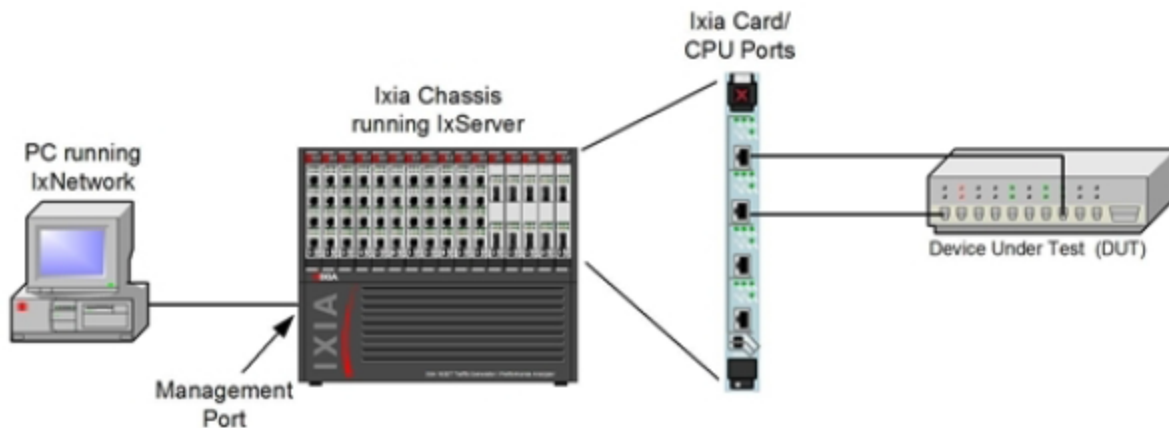 Ixia Card/
CPU Ports
Ixia Chassis
running IxServer
PC running
IxNetwork
IXIA
IXIA
Device Under Test (DUT)
Management
Port